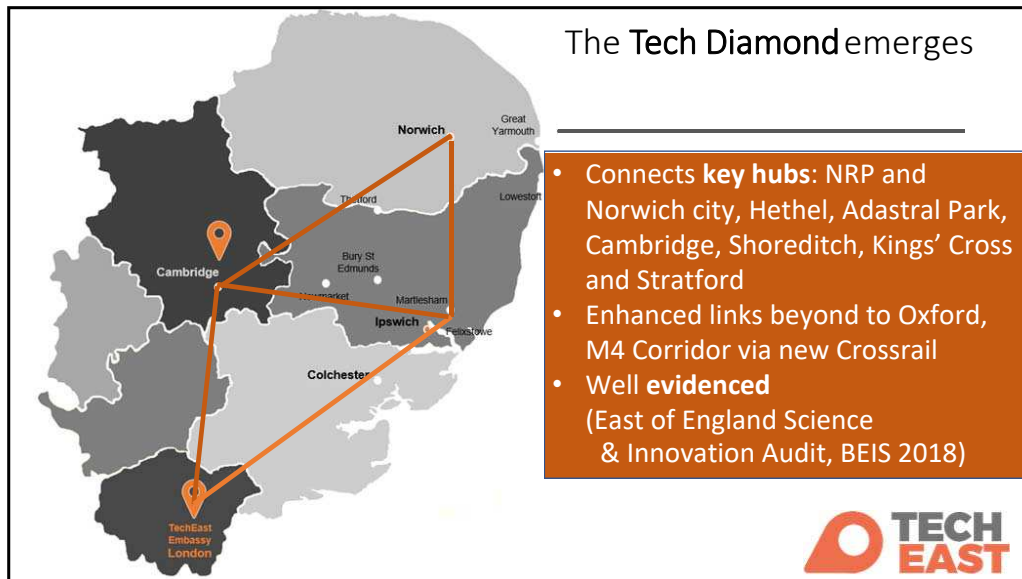 The Tech Diamond emerges
Norwich
Great
Yarmouth
Thetford
Lowestoft
Cambridge
Bury St
Edmunds
Newmarket
Martlesham
Ipswich
Felixstowe
Colchester
TechEast
Embassy
London
• Connects key hubs: NRP and
Norwich city, Hethel, Adastral Park,
Cambridge, Shoreditch, Kings’ Cross
and Stratford
• Enhanced links beyond to Oxford,
M4 Corridor via new Crossrail
• Well evidenced
(East of England Science
& Innovation Audit, BEIS 2018)
TECH
EAST